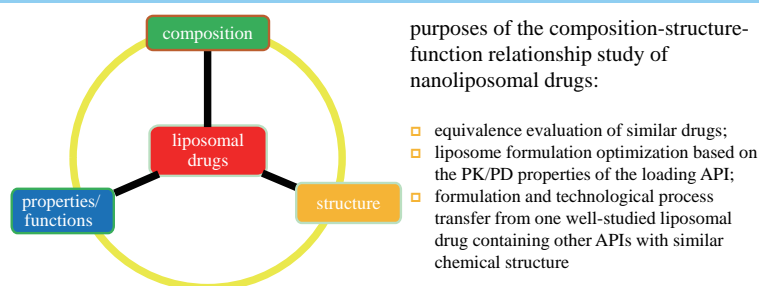 composition
liposomal
drugs
properties/
functions
structure
purposes of the composition-structure-
function relationship study of
nanoliposomal drugs:
equivalence evaluation of similar drugs;
liposome formulation optimization based on
the PK/PD properties of the loading API;
formulation and technological process
transfer from one well-studied liposomal
drug containing other APIs with similar
chemical structure